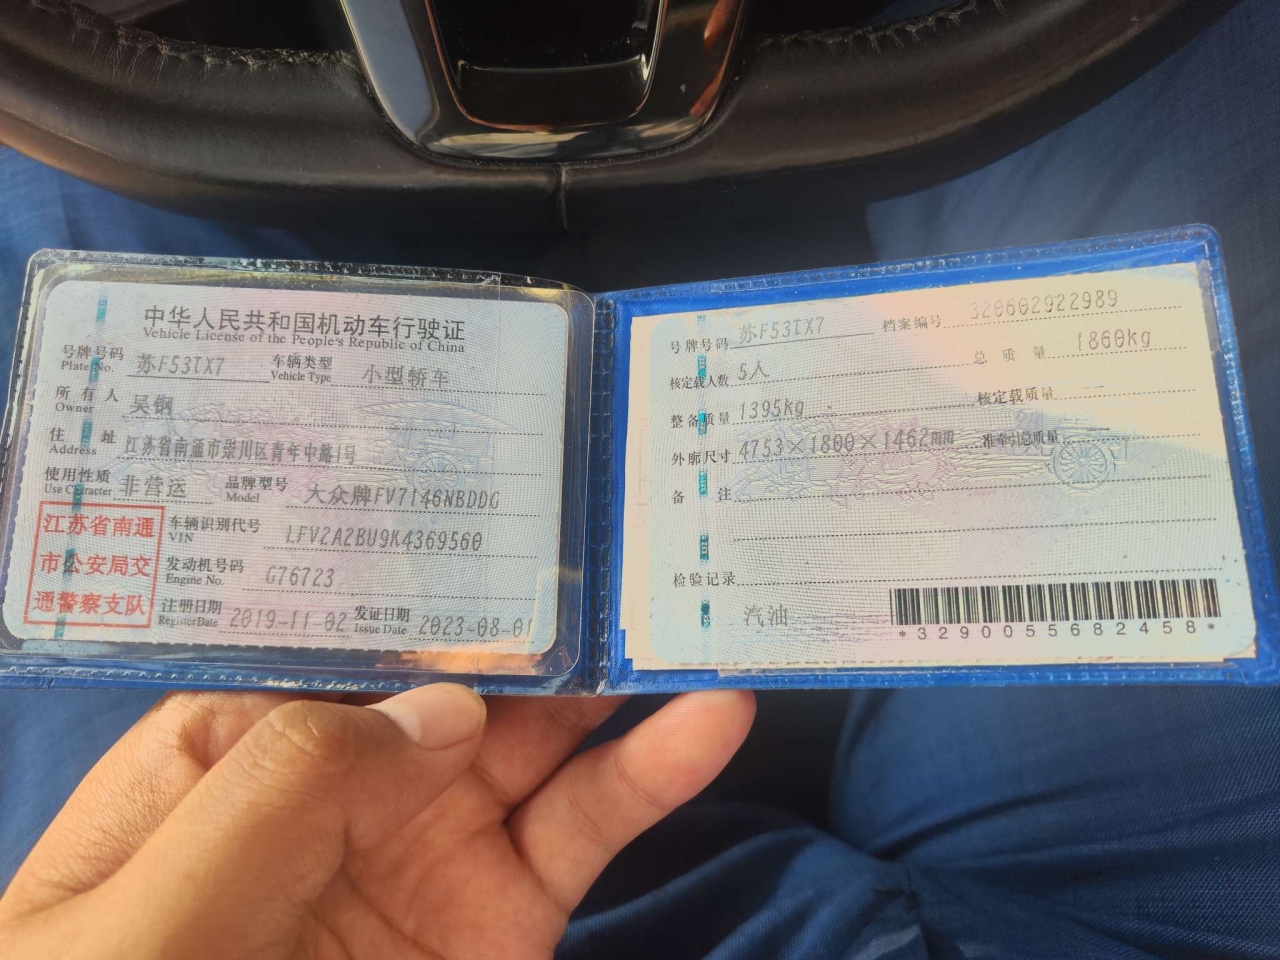 中华人民共和国机动车行驶证
Vehicle License of the People's Republic of China
号牌号码 Plate No. 苏F53TX7 车辆类型 Vehicle Type 小型轿车
所有人 Owner 吴钢
住址 Address 江苏省南通市崇川区青年中路1号
使用性质 Use Character 非营运 品牌型号 Model 大众牌FV7146NBDDG
江苏省南通
市公安局交
通警察支队
车辆识别代号 VIN LFV2A2BU9K4369560
发动机号码 Engine No. G76723
注册日期 Register Date 2019-11-02 发证日期 Issue Date 2023-08-01
号牌号码 苏F53TX7 档案编号 320602922989
核定载人数 5人 总质量 1860kg
整备质量 1395kg 核定载质量 --
外廓尺寸 4753×1800×1462mm 准牵引总质量 --
备注
检验记录
汽油
*3290055682458*